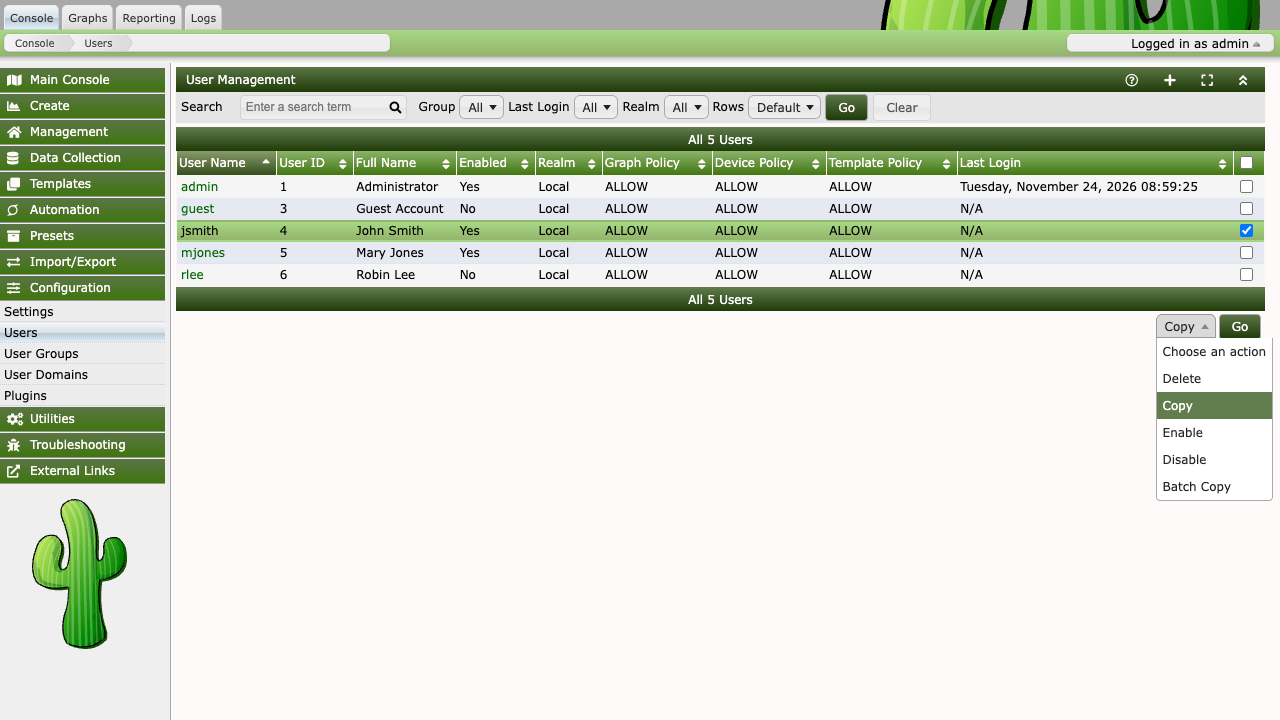 Console Graphs Reporting Logs
Console Users Logged in as admin
Main Console
Create
Management
Data Collection
Templates
Automation
Presets
Import/Export
Configuration
Settings
Users
User Groups
User Domains
Plugins
Utilities
Troubleshooting
External Links
User Management
Search Enter a search term Group All Last Login All Realm All Rows Default Go Clear
All 5 Users
User Name User ID Full Name Enabled Realm Graph Policy Device Policy Template Policy Last Login
admin 1 Administrator Yes Local ALLOW ALLOW ALLOW Tuesday, November 24, 2026 08:59:25
guest 3 Guest Account No Local ALLOW ALLOW ALLOW N/A
jsmith 4 John Smith Yes Local ALLOW ALLOW ALLOW N/A
mjones 5 Mary Jones Yes Local ALLOW ALLOW ALLOW N/A
rlee 6 Robin Lee No Local ALLOW ALLOW ALLOW N/A
All 5 Users
Copy Go
Choose an action
Delete
Copy
Enable
Disable
Batch Copy